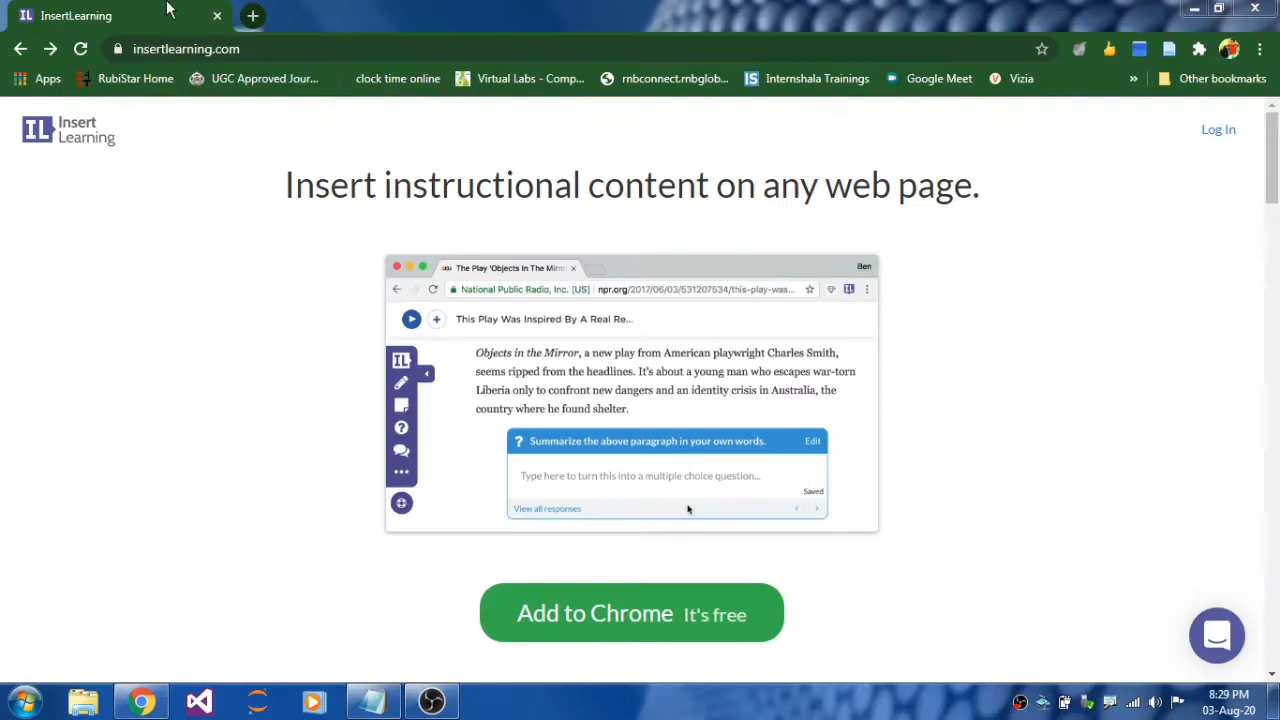 InsertLearning
insertlearning.com
Apps
RubiStar Home
UGC Approved Jour...
clock time online
Virtual Labs - Comp...
rnbconnect.rnbglob...
Internshala Trainings
Google Meet
Vizia
»
Other bookmarks
IL Insert
Learning
Log In
Insert instructional content on any web page.
The Play 'Objects In The Mirro
Ben
National Public Radio, Inc. [US]
npr.org/2017/06/03/531207534/this-play-was...
This Play Was Inspired By A Real Re...
IL
Objects in the Mirror, a new play from American playwright Charles Smith,
seems ripped from the headlines. It's about a young man who escapes war-torn
Liberia only to confront new dangers and an identity crisis in Australia, the
country where he found shelter.
? Summarize the above paragraph in your own words.
Edit
Type here to turn this into a multiple choice question...
Saved
View all responses
Add to Chrome It's free
8:29 PM
03-Aug-20